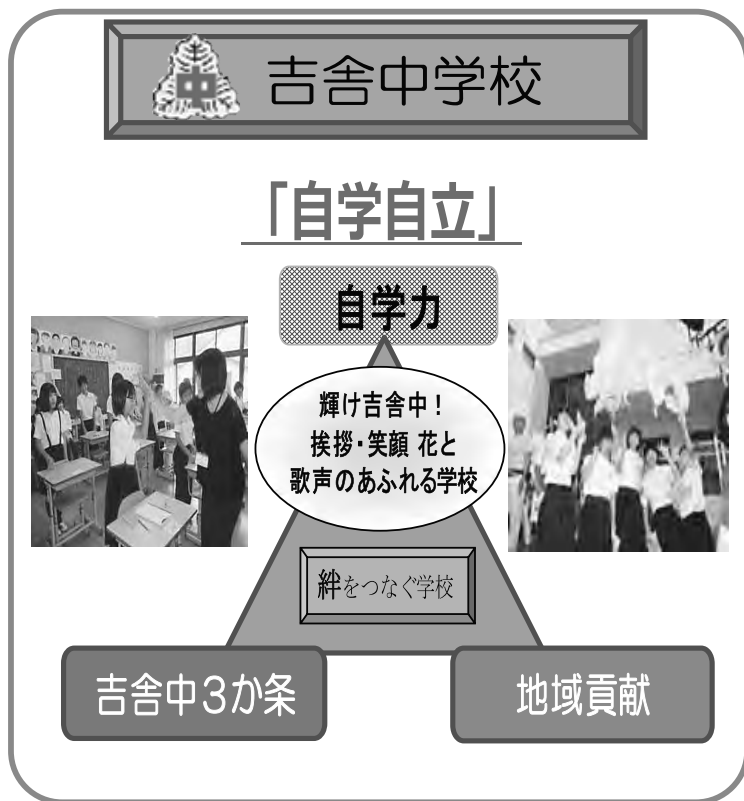 中 吉舎中学校
「自学自立」
自学力
輝け吉舎中！
挨拶・笑顔 花と
歌声のあふれる学校
絆をつなぐ学校
吉舎中３か条
地域貢献